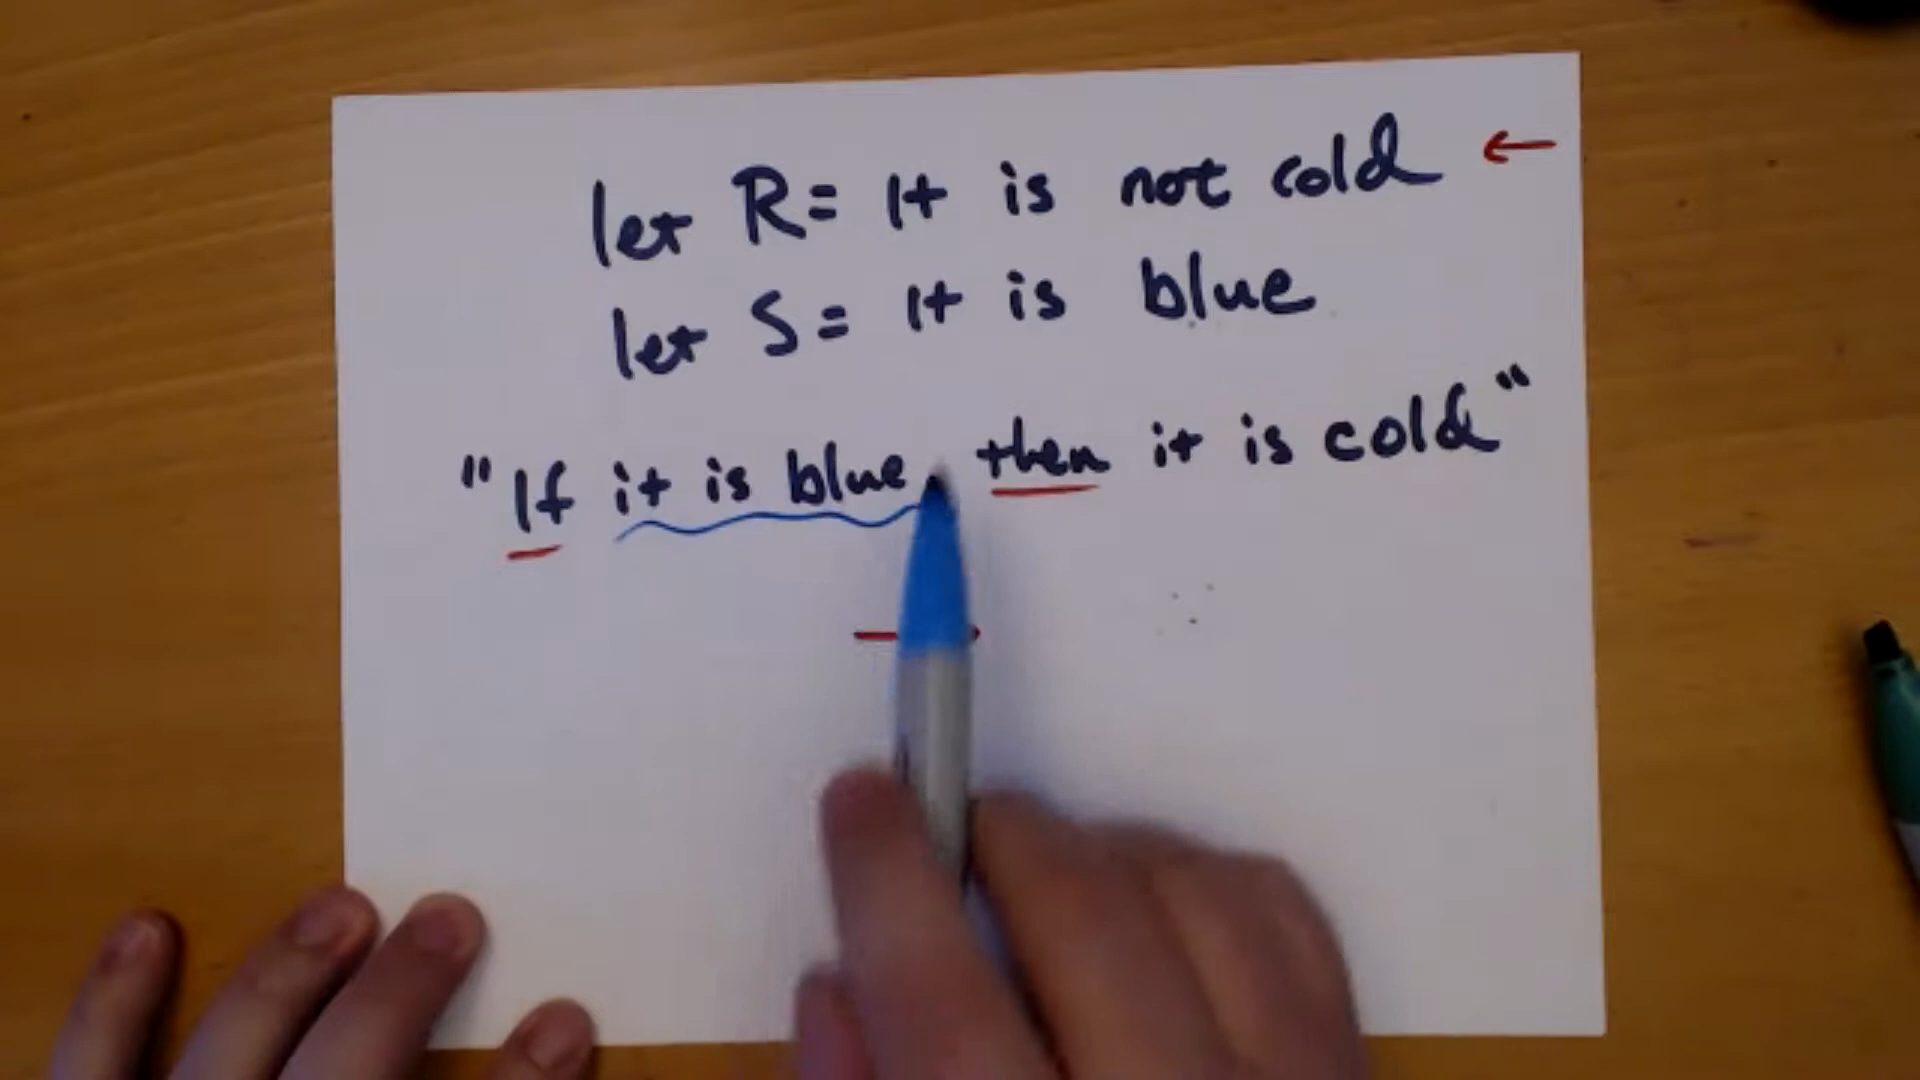 let R = It is not cold ←
let S = It is blue
"If it is blue, then it is cold"